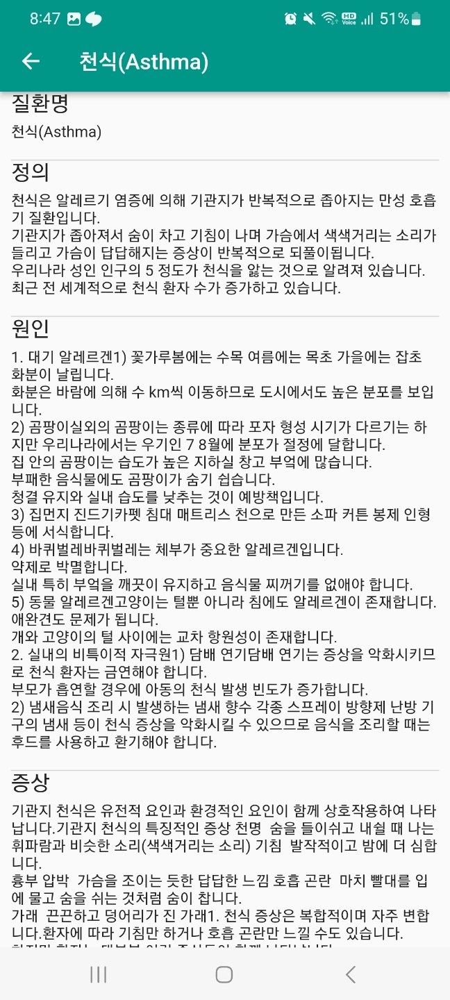 8:47
HD Voice
51%
천식(Asthma)
질환명
천식(Asthma)
정의
천식은 알레르기 염증에 의해 기관지가 반복적으로 좁아지는 만성 호흡
기 질환입니다.
기관지가 좁아져서 숨이 차고 기침이 나며 가슴에서 색색거리는 소리가
들리고 가슴이 답답해지는 증상이 반복적으로 되풀이됩니다.
우리나라 성인 인구의 5 정도가 천식을 앓는 것으로 알려져 있습니다.
최근 전 세계적으로 천식 환자 수가 증가하고 있습니다.
원인
1. 대기 알레르겐1) 꽃가루봄에는 수목 여름에는 목초 가을에는 잡초
화분이 날립니다.
화분은 바람에 의해 수 km씩 이동하므로 도시에서도 높은 분포를 보입
니다.
2) 곰팡이실외의 곰팡이는 종류에 따라 포자 형성 시기가 다르기는 하
지만 우리나라에서는 우기인 7 8월에 분포가 절정에 달합니다.
집 안의 곰팡이는 습도가 높은 지하실 창고 부엌에 많습니다.
부패한 음식물에도 곰팡이가 숨기 쉽습니다.
청결 유지와 실내 습도를 낮추는 것이 예방책입니다.
3) 집먼지 진드기카펫 침대 매트리스 천으로 만든 소파 커튼 봉제 인형
등에 서식합니다.
4) 바퀴벌레바퀴벌레는 체부가 중요한 알레르겐입니다.
약제로 박멸합니다.
실내 특히 부엌을 깨끗이 유지하고 음식물 찌꺼기를 없애야 합니다.
5) 동물 알레르겐고양이는 털뿐 아니라 침에도 알레르겐이 존재합니다.
애완견도 문제가 됩니다.
개와 고양이의 털 사이에는 교차 항원성이 존재합니다.
2. 실내의 비특이적 자극원1) 담배 연기담배 연기는 증상을 악화시키므
로 천식 환자는 금연해야 합니다.
부모가 흡연할 경우에 아동의 천식 발생 빈도가 증가합니다.
2) 냄새음식 조리 시 발생하는 냄새 향수 각종 스프레이 방향제 난방 기
구의 냄새 등이 천식 증상을 악화시킬 수 있으므로 음식을 조리할 때는
후드를 사용하고 환기해야 합니다.
증상
기관지 천식은 유전적 요인과 환경적인 요인이 함께 상호작용하여 나타
납니다.기관지 천식의 특징적인 증상 천명  숨을 들이쉬고 내쉴 때 나는
휘파람과 비슷한 소리(색색거리는 소리) 기침  발작적이고 밤에 더 심합
니다.
흉부 압박  가슴을 조이는 듯한 답답한 느낌 호흡 곤란  마치 빨대를 입
에 물고 숨을 쉬는 것처럼 숨이 찹니다.
가래  끈끈하고 덩어리가 진 가래1. 천식 증상은 복합적이며 자주 변합
니다.환자에 따라 기침만 하거나 호흡 곤란만 느낄 수도 있습니다.